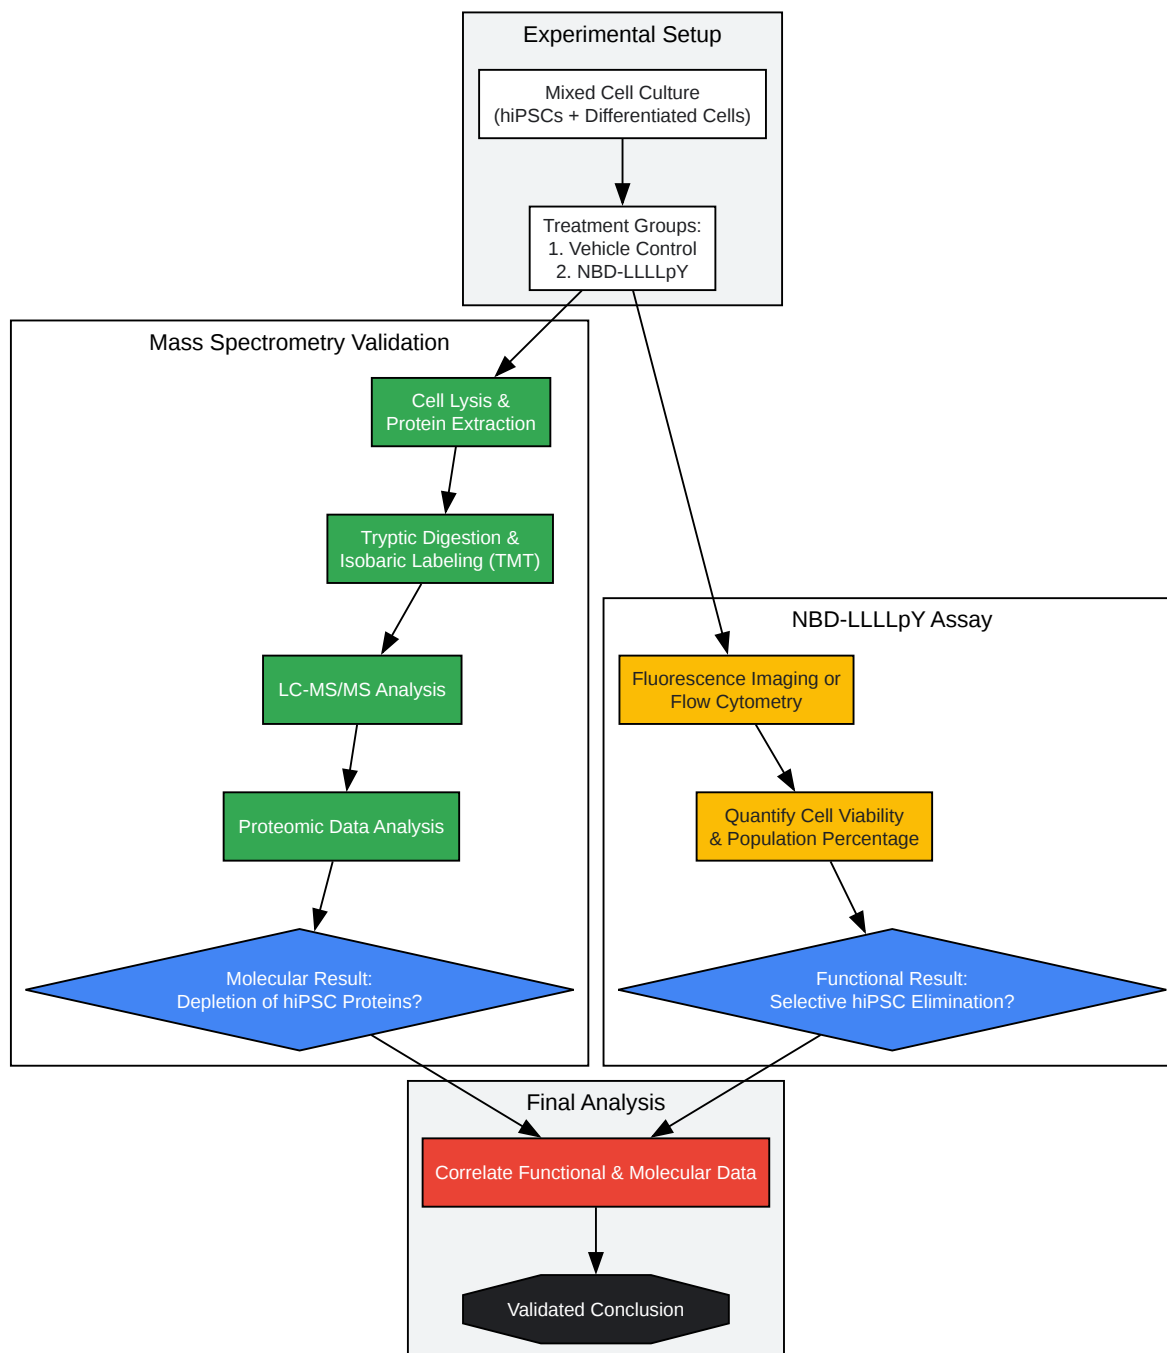 Experimental Setup
Mixed Cell Culture
(hiPSCs + Differentiated Cells)
Treatment Groups:
1. Vehicle Control
2. NBD-LLLLpY
Mass Spectrometry Validation
Cell Lysis &
Protein Extraction
Tryptic Digestion &
Isobaric Labeling (TMT)
LC-MS/MS Analysis
Proteomic Data Analysis
Molecular Result:
Depletion of hiPSC Proteins?
NBD-LLLLpY Assay
Fluorescence Imaging or
Flow Cytometry
Quantify Cell Viability
& Population Percentage
Functional Result:
Selective hiPSC Elimination?
Final Analysis
Correlate Functional & Molecular Data
Validated Conclusion